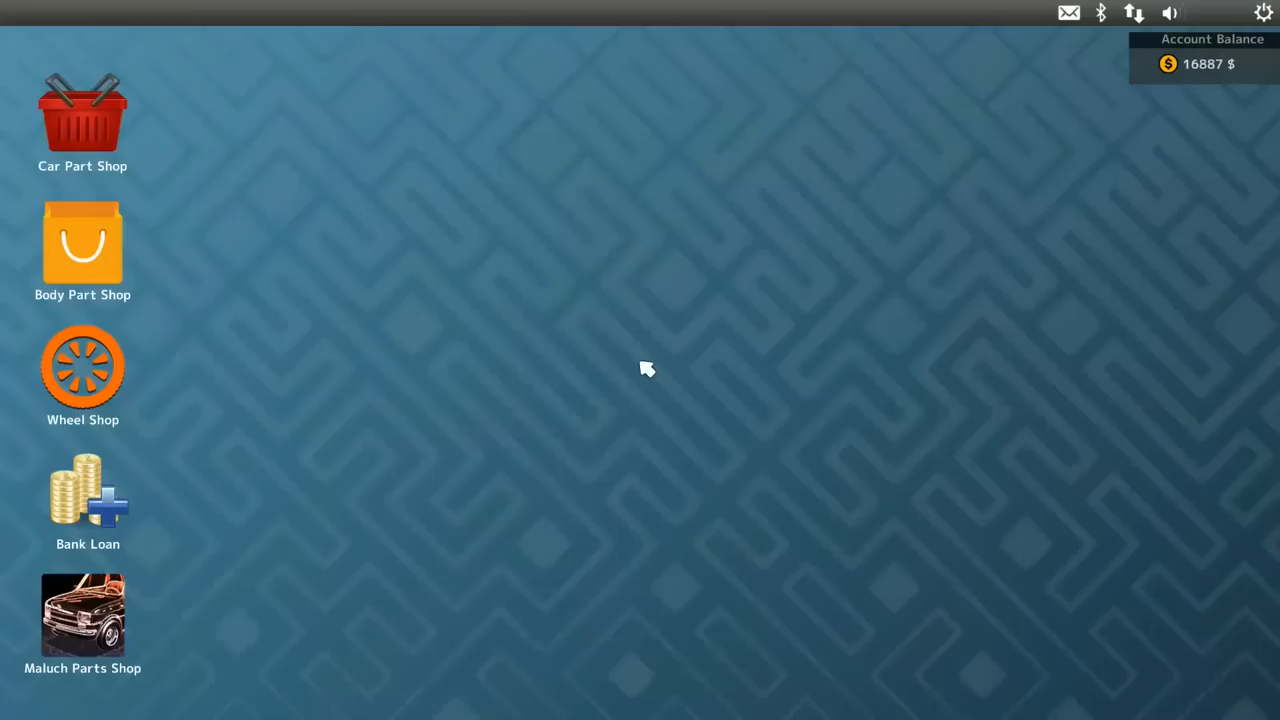 Account Balance
16887 $
Car Part Shop
Body Part Shop
Wheel Shop
Bank Loan
Maluch Parts Shop